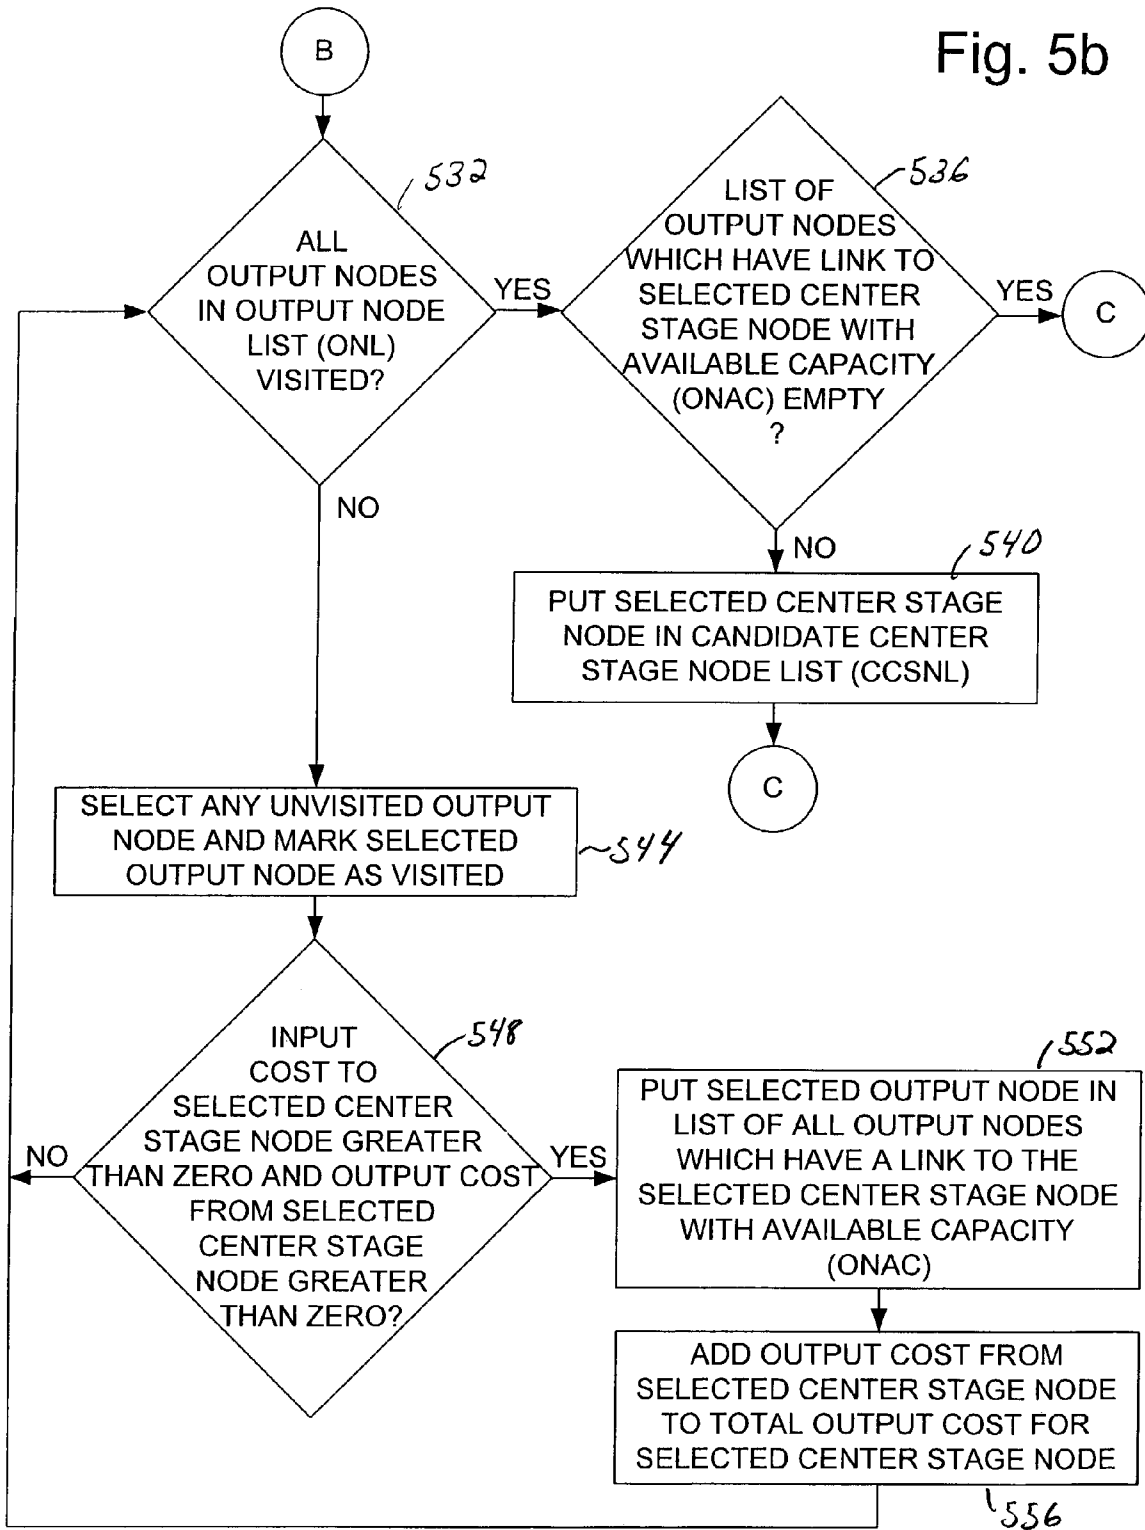 B
Fig. 5b
532
ALL
OUTPUT NODES
IN OUTPUT NODE
LIST (ONL)
VISITED?
YES
NO
536
LIST OF
OUTPUT NODES
WHICH HAVE LINK TO
SELECTED CENTER
STAGE NODE WITH
AVAILABLE CAPACITY
(ONAC) EMPTY
?
YES
C
NO
540
PUT SELECTED CENTER STAGE
NODE IN CANDIDATE CENTER
STAGE NODE LIST (CCSNL)
C
SELECT ANY UNVISITED OUTPUT
NODE AND MARK SELECTED
OUTPUT NODE AS VISITED
544
INPUT
COST TO
SELECTED CENTER
STAGE NODE GREATER
THAN ZERO AND OUTPUT COST
FROM SELECTED
CENTER STAGE
NODE GREATER
THAN ZERO?
548
NO
YES
552
PUT SELECTED OUTPUT NODE IN
LIST OF ALL OUTPUT NODES
WHICH HAVE A LINK TO THE
SELECTED CENTER STAGE NODE
WITH AVAILABLE CAPACITY
(ONAC)
ADD OUTPUT COST FROM
SELECTED CENTER STAGE NODE
TO TOTAL OUTPUT COST FOR
SELECTED CENTER STAGE NODE
556